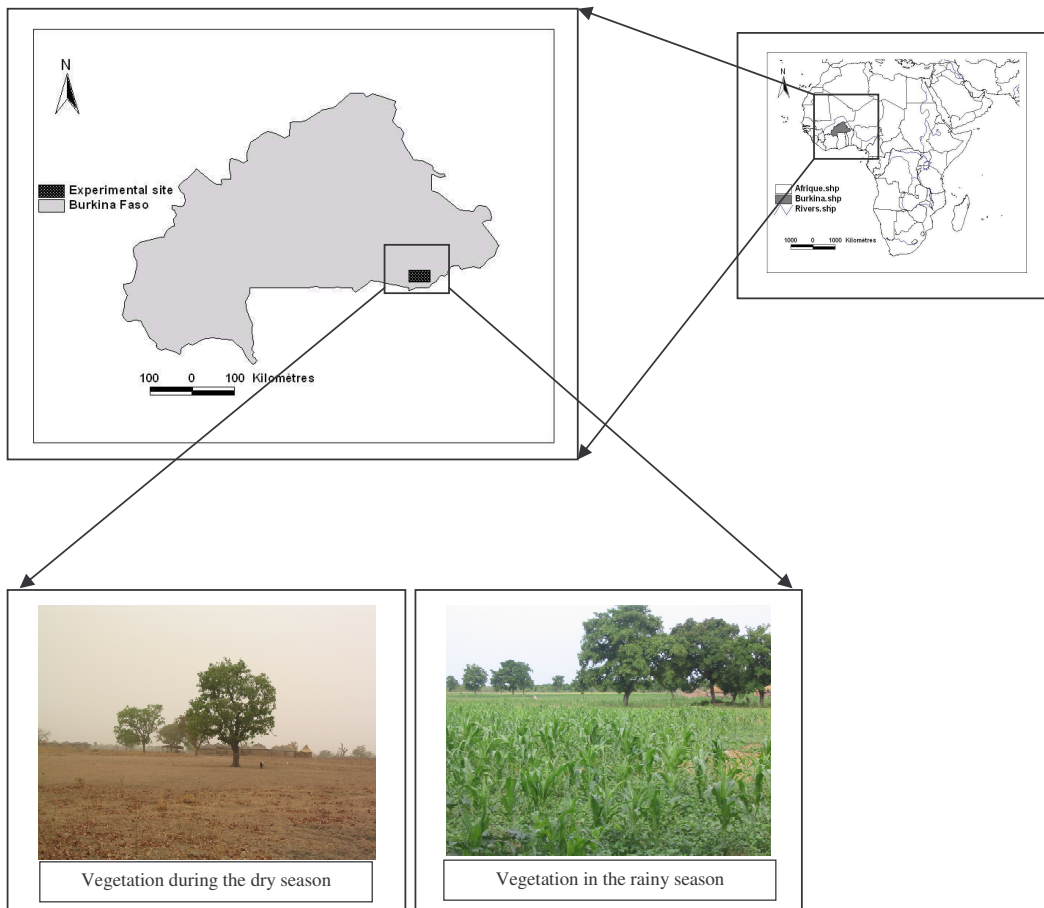 N
Experimental site
Burkina Faso
100 0 100 Kilomètres
N
Afrique.shp
Burkina.shp
Rivers.shp
1000 0 1000 Kilomètres
Vegetation during the dry season
Vegetation in the rainy season